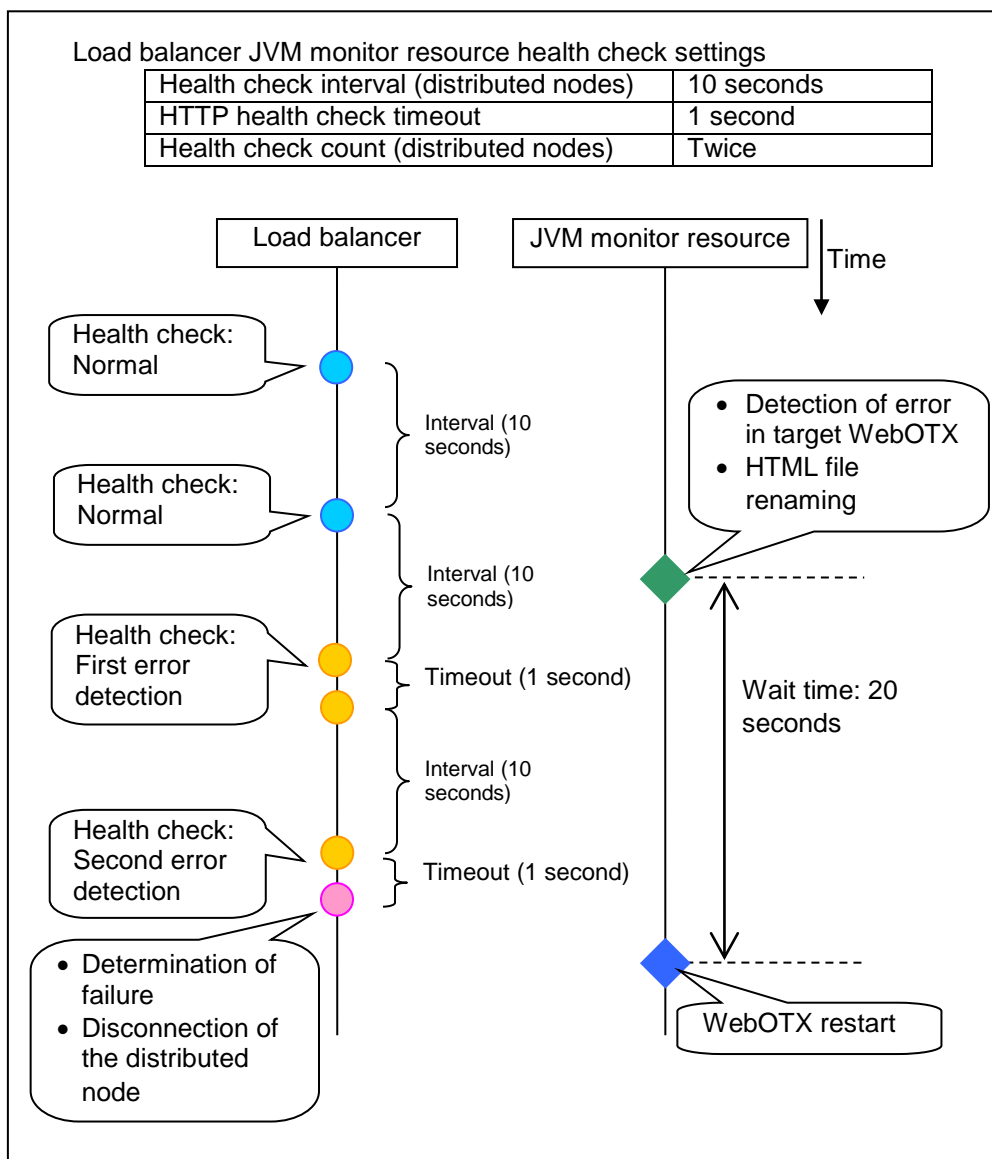 Load balancer JVM monitor resource health check settings
Health check interval (distributed nodes) 10 seconds
HTTP health check timeout 1 second
Health check count (distributed nodes) Twice
Load balancer
JVM monitor resource
Time
Health check:
Normal
Interval (10
seconds)
• Detection of error
in target WebOTX
• HTML file
renaming
Health check:
Normal
Interval (10
seconds)
Health check:
First error
detection
Timeout (1 second)
Wait time: 20
seconds
Interval (10
seconds)
Health check:
Second error
detection
Timeout (1 second)
• Determination of
failure
• Disconnection of
the distributed
node
WebOTX restart